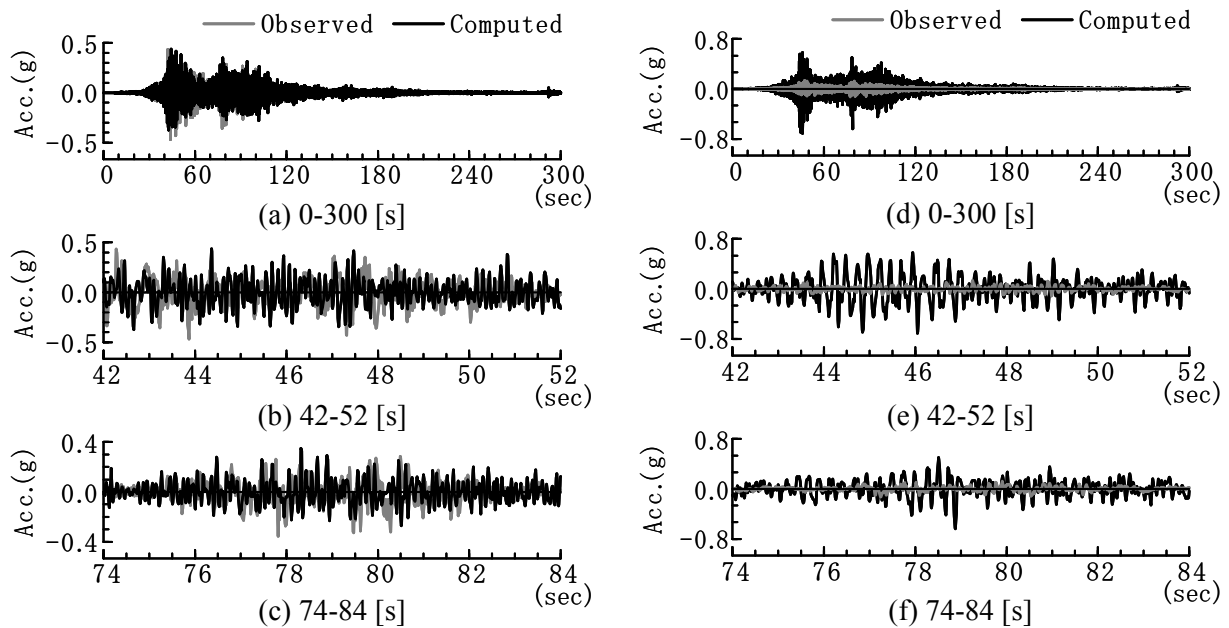 Observed Computed
0.5
0.0
-0.5
Acc.(g)
0 60 120 180 240 300
(sec)
(a) 0-300 [s]
0.5
0.0
-0.5
Acc.(g)
42 44 46 48 50 52
(sec)
(b) 42-52 [s]
0.4
0.0
-0.4
Acc.(g)
74 76 78 80 82 84
(sec)
(c) 74-84 [s]
Observed Computed
0.8
0.0
-0.8
Acc.(g)
0 60 120 180 240 300
(sec)
(d) 0-300 [s]
0.8
0.0
-0.8
Acc.(g)
42 44 46 48 50 52
(sec)
(e) 42-52 [s]
0.8
0.0
-0.8
Acc.(g)
74 76 78 80 82 84
(sec)
(f) 74-84 [s]